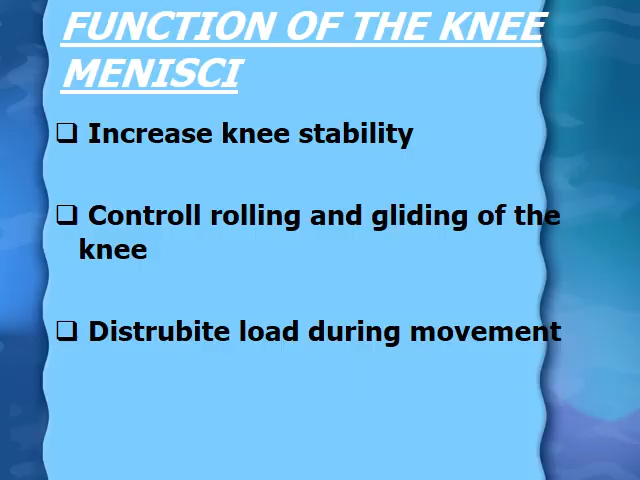 FUNCTION OF THE KNEE
MENISCI
❑ Increase knee stability
❑ Controll rolling and gliding of the
knee
❑ Distrubite load during movement